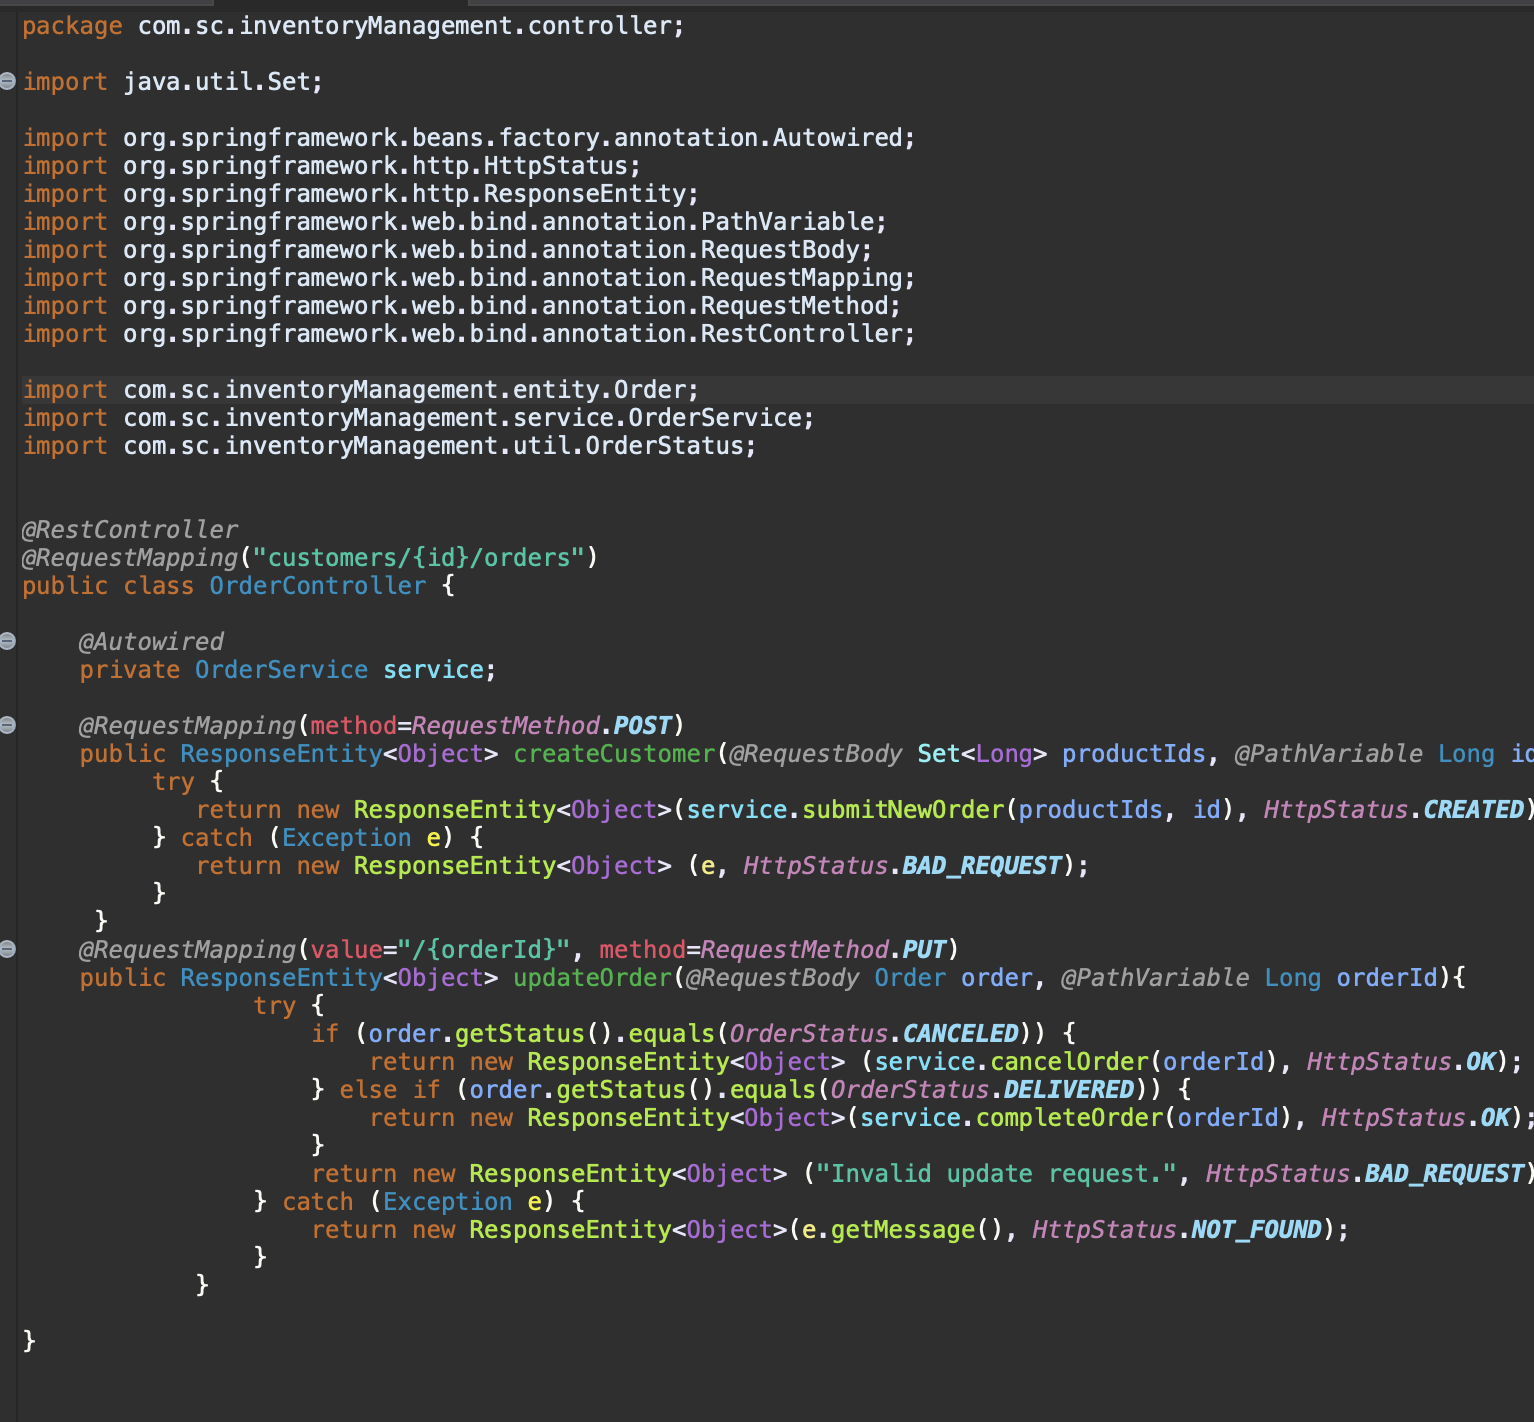 package com.sc.inventoryManagement.controller;
import java.util.Set;
import org.springframework.beans.factory.annotation.Autowired;
import org.springframework.http.HttpStatus;
import org.springframework.http.ResponseEntity;
import org.springframework.web.bind.annotation.PathVariable;
import org.springframework.web.bind.annotation.RequestBody;
import org.springframework.web.bind.annotation.RequestMapping;
import org.springframework.web.bind.annotation.RequestMethod;
import org.springframework.web.bind.annotation.RestController;
import com.sc.inventoryManagement.entity.Order;
import com.sc.inventoryManagement.service.OrderService;
import com.sc.inventoryManagement.util.OrderStatus;
@RestController
@RequestMapping("customers/{id}/orders")
public class OrderController {
@Autowired
private OrderService service;
@RequestMapping(method=RequestMethod.POST)
public ResponseEntity<Object> createCustomer(@RequestBody Set<Long> productIds, @PathVariable Long id
try {
return new ResponseEntity<Object>(service.submitNewOrder(productIds, id), HttpStatus.CREATED)
} catch (Exception e) {
return new ResponseEntity<Object> (e, HttpStatus.BAD_REQUEST);
}
}
@RequestMapping(value="/{orderId}", method=RequestMethod.PUT)
public ResponseEntity<Object> updateOrder(@RequestBody Order order, @PathVariable Long orderId){
try {
if (order.getStatus().equals(OrderStatus.CANCELED)) {
return new ResponseEntity<Object> (service.cancelOrder(orderId), HttpStatus.OK);
} else if (order.getStatus().equals(OrderStatus.DELIVERED)) {
return new ResponseEntity<Object>(service.completeOrder(orderId), HttpStatus.OK);
}
return new ResponseEntity<Object> ("Invalid update request.", HttpStatus.BAD_REQUEST)
} catch (Exception e) {
return new ResponseEntity<Object>(e.getMessage(), HttpStatus.NOT_FOUND);
}
}
}